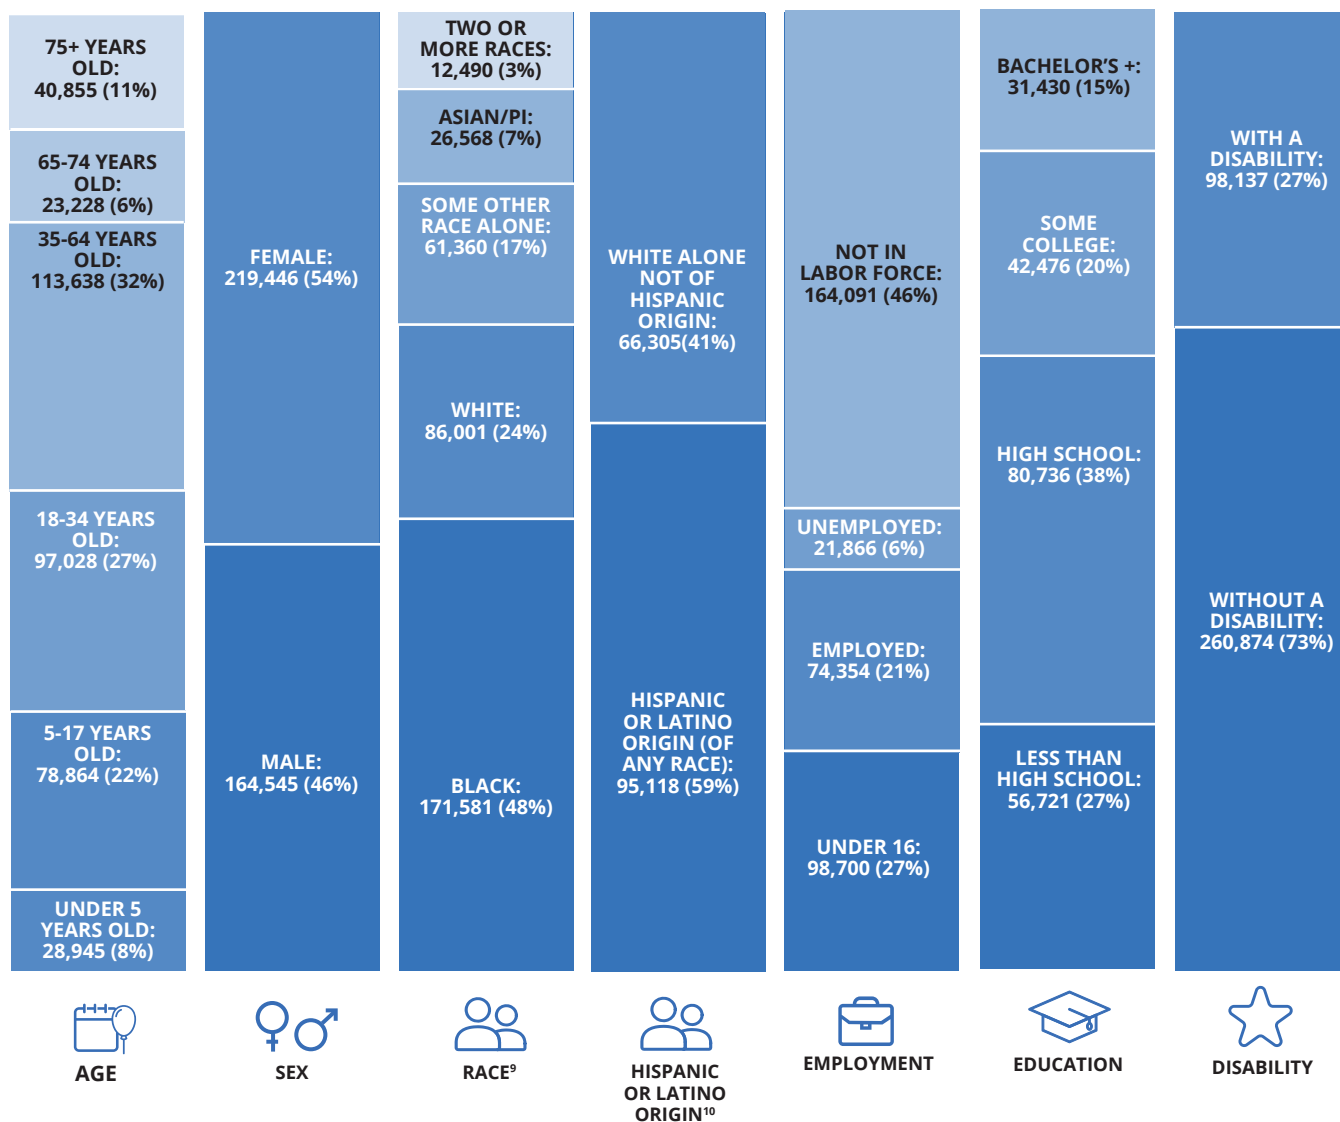 75+ YEARS
OLD:
40,855 (11%)
65-74 YEARS
OLD:
23,228 (6%)
35-64 YEARS
OLD:
113,638 (32%)
18-34 YEARS
OLD:
97,028 (27%)
5-17 YEARS
OLD:
78,864 (22%)
UNDER 5
YEARS OLD:
28,945 (8%)
AGE
FEMALE:
219,446 (54%)
MALE:
164,545 (46%)
SEX
TWO OR
MORE RACES:
12,490 (3%)
ASIAN/PI:
26,568 (7%)
SOME OTHER
RACE ALONE:
61,360 (17%)
WHITE:
86,001 (24%)
BLACK:
171,581 (48%)
RACE⁹
WHITE ALONE
NOT OF
HISPANIC
ORIGIN:
66,305(41%)
HISPANIC
OR LATINO
ORIGIN (OF
ANY RACE):
95,118 (59%)
HISPANIC
OR LATINO
ORIGIN¹⁰
NOT IN
LABOR FORCE:
164,091 (46%)
UNEMPLOYED:
21,866 (6%)
EMPLOYED:
74,354 (21%)
UNDER 16:
98,700 (27%)
EMPLOYMENT
BACHELOR'S +:
31,430 (15%)
SOME
COLLEGE:
42,476 (20%)
HIGH SCHOOL:
80,736 (38%)
LESS THAN
HIGH SCHOOL:
56,721 (27%)
EDUCATION
WITH A
DISABILITY:
98,137 (27%)
WITHOUT A
DISABILITY:
260,874 (73%)
DISABILITY